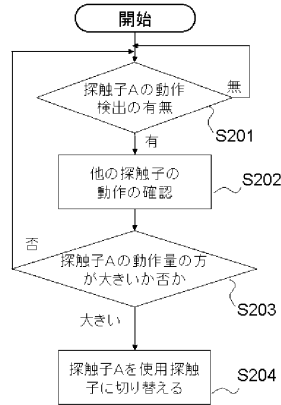 開始
探触子Aの動作
検出の有無
無
S201
有
他の探触子の
動作の確認
S202
否
探触子Aの動作量の方
が大きいか否か
S203
大きい
探触子Aを使用探触
子に切り替える
S204